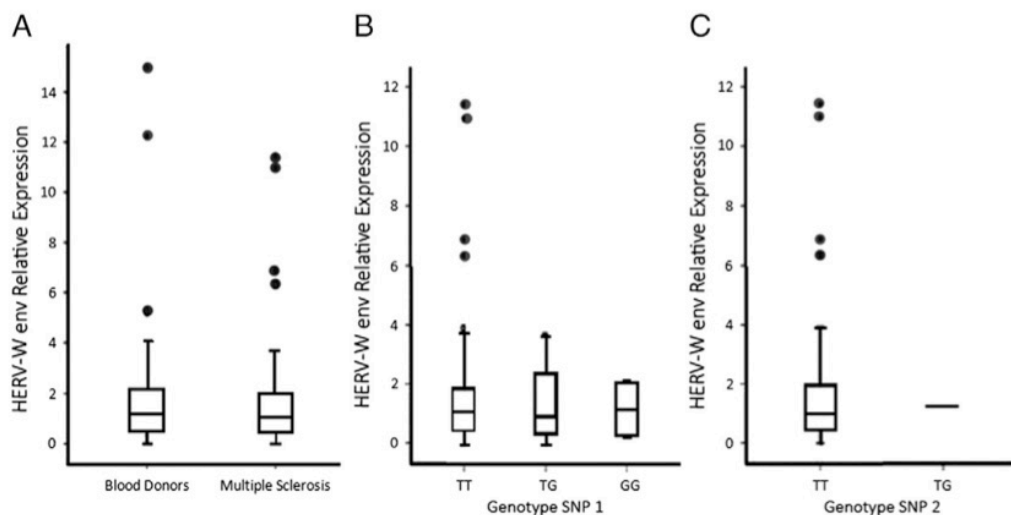 A
HERV-W env Relative Expression
14
12
10
8
6
4
2
0
Blood Donors
Multiple Sclerosis
B
HERV-W env Relative Expression
12
10
8
6
4
2
0
TT
TG
GG
Genotype SNP 1
C
HERV-W env Relative Expression
12
10
8
6
4
2
0
TT
TG
Genotype SNP 2